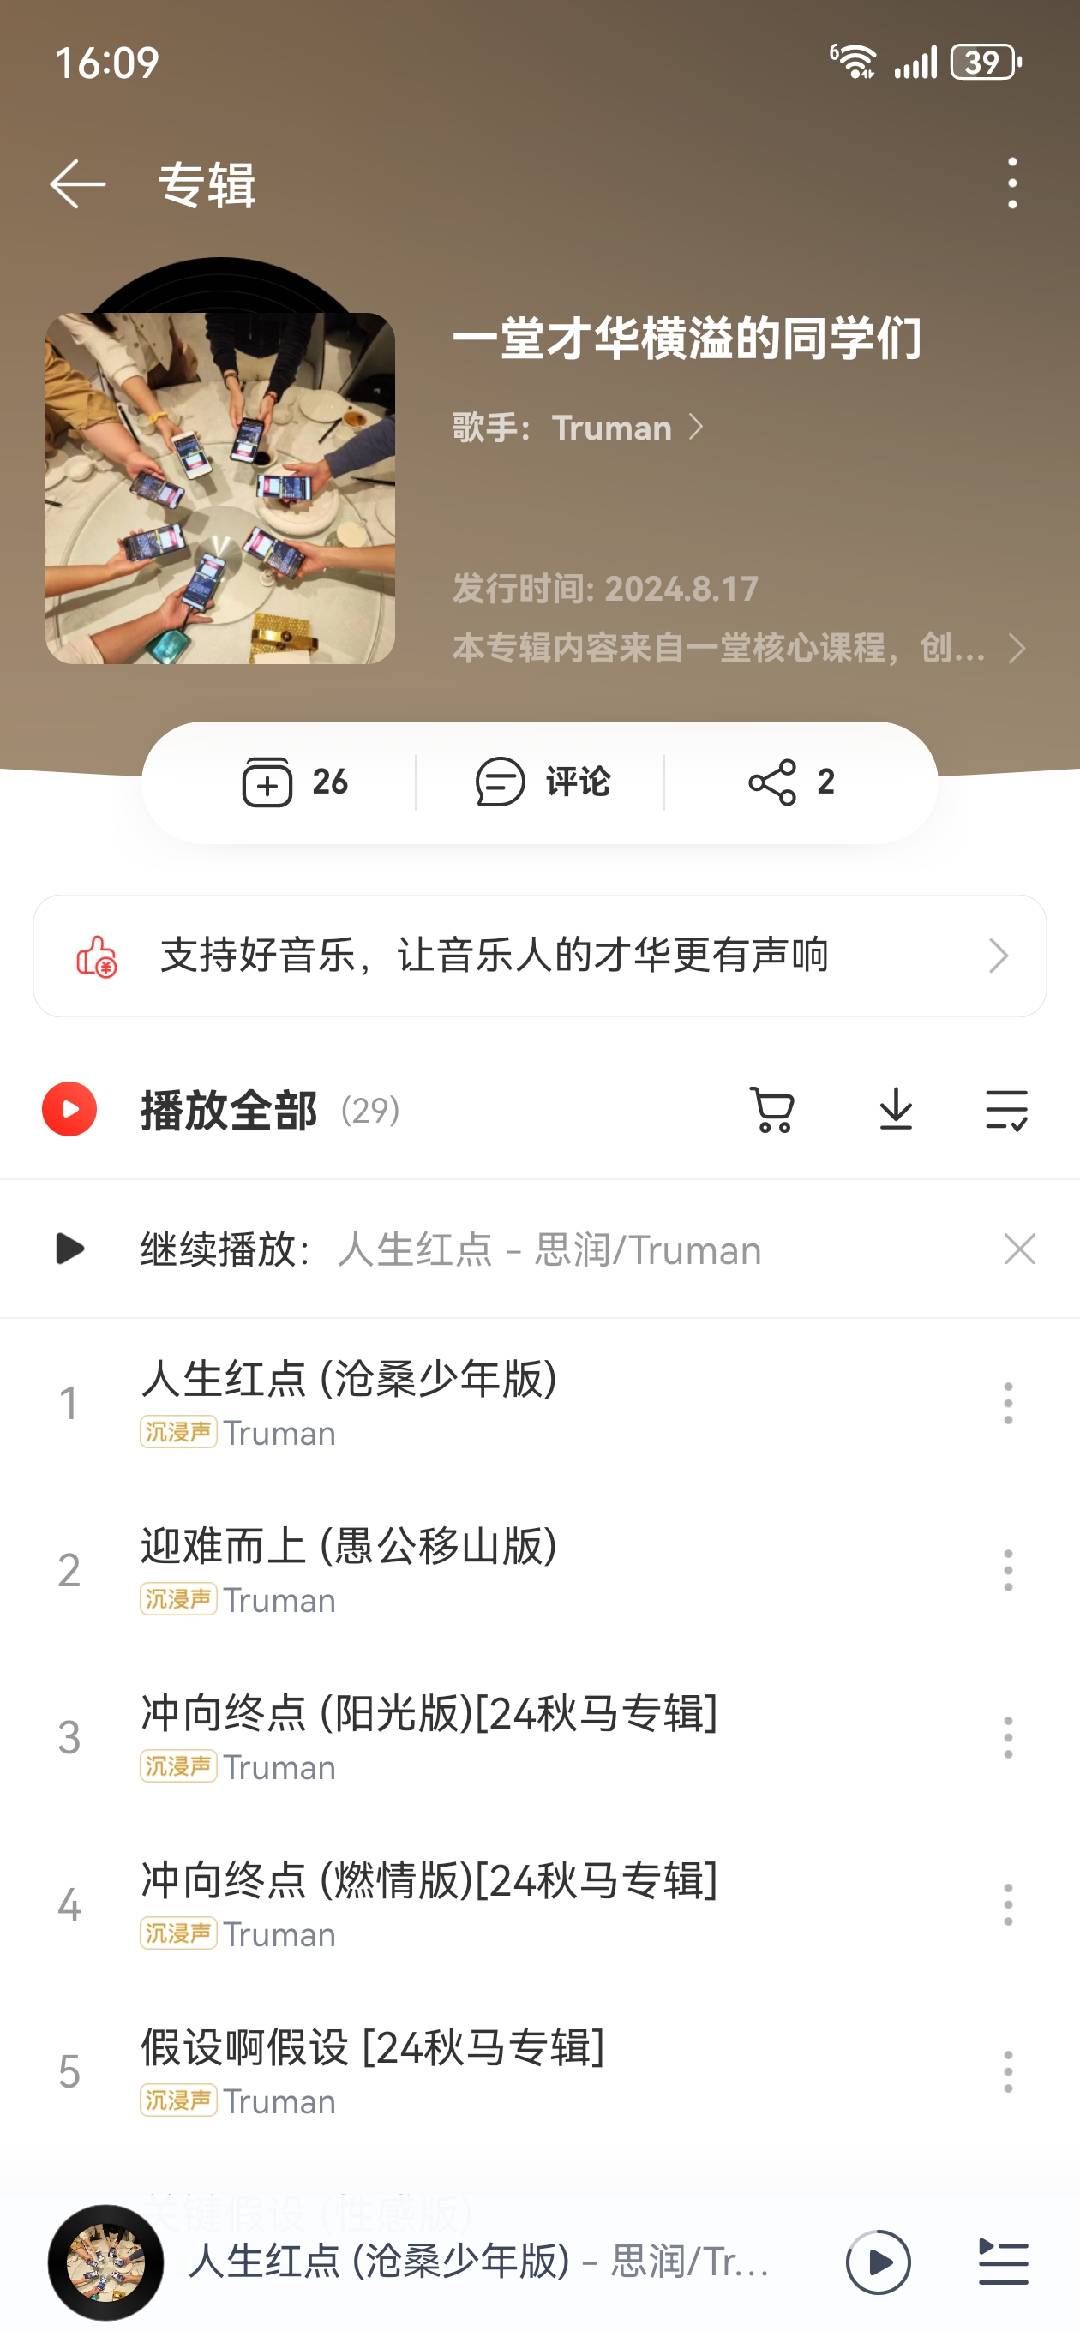 16:09
6
39
专辑
一堂才华横溢的同学们
歌手：Truman
发行时间: 2024.8.17
本专辑内容来自一堂核心课程，创...
26
评论
2
支持好音乐，让音乐人的才华更有声响
播放全部 (29)
继续播放：人生红点 - 思润/Truman
1
人生红点 (沧桑少年版)
沉浸声 Truman
2
迎难而上 (愚公移山版)
沉浸声 Truman
3
冲向终点 (阳光版)[24秋马专辑]
沉浸声 Truman
4
冲向终点 (燃情版)[24秋马专辑]
沉浸声 Truman
5
假设啊假设 [24秋马专辑]
沉浸声 Truman
关键假设 (性感版)
人生红点 (沧桑少年版) - 思润/Tr...